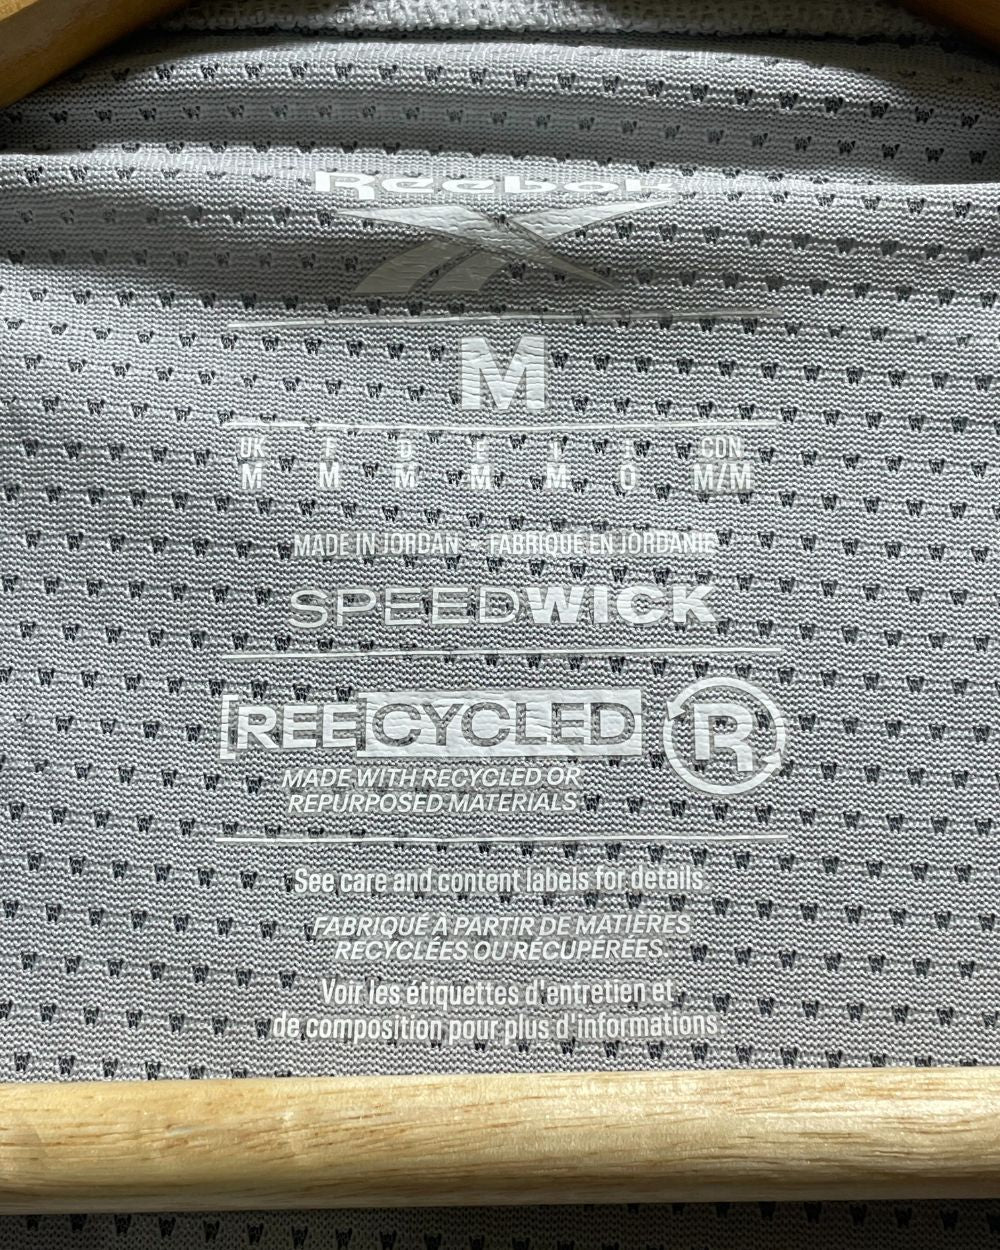 Reebok
M
UK F D E I CDN
M M M M M O M/M
MADE IN JORDAN - FABRIQUÉ EN JORDANIE
SPEEDWICK
[REECYCLED] R
MADE WITH RECYCLED OR
REPURPOSED MATERIALS
See care and content labels for details.
FABRIQUÉ À PARTIR DE MATIÈRES
RECYCLÉES OU RÉCUPÉRÉES.
Voir les étiquettes d'entretien et
de composition pour plus d'informations.